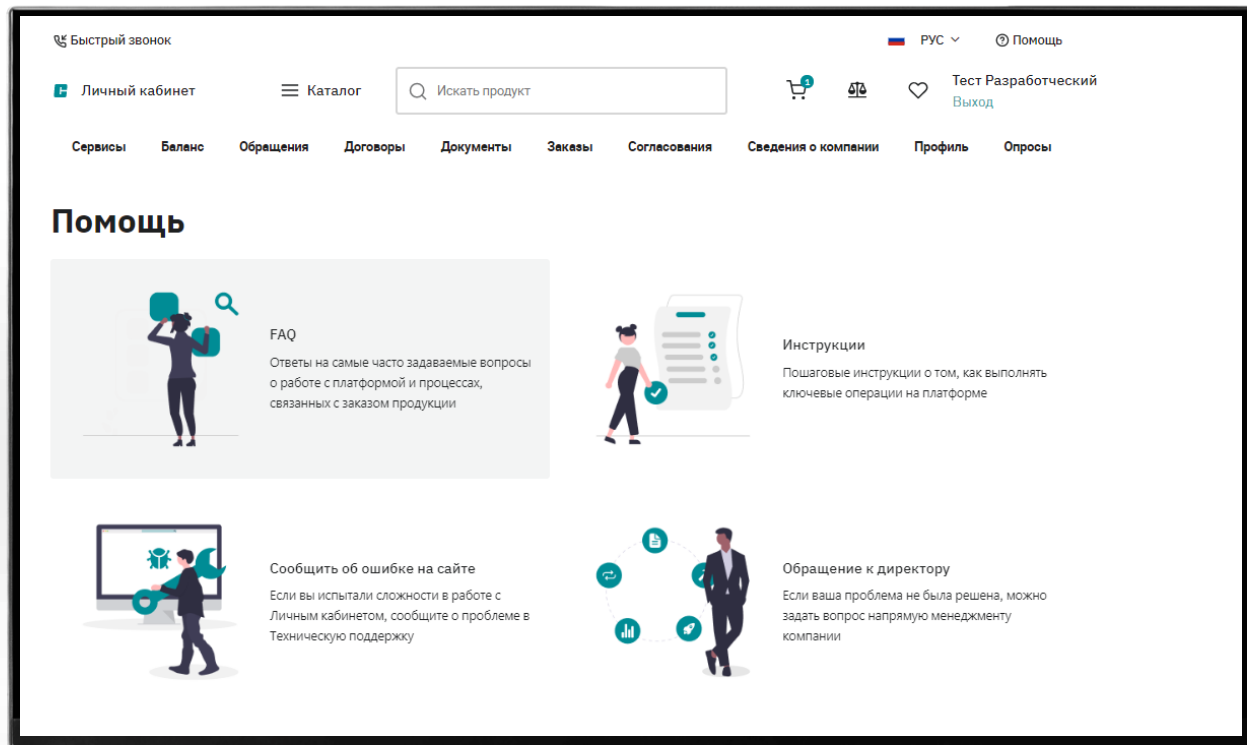 Быстрый звонок
РУС
Помощь
Личный кабинет
Каталог
Искать продукт
1
Тест Разработческий
Выход
Сервисы
Баланс
Обращения
Договоры
Документы
Заказы
Согласования
Сведения о компании
Профиль
Опросы
Помощь
FAQ
Ответы на самые часто задаваемые вопросы
о работе с платформой и процессах,
связанных с заказом продукции
Инструкции
Пошаговые инструкции о том, как выполнять
ключевые операции на платформе
Сообщить об ошибке на сайте
Если вы испытали сложности в работе с
Личным кабинетом, сообщите о проблеме в
Техническую поддержку
Обращение к директору
Если ваша проблема не была решена, можно
задать вопрос напрямую менеджменту
компании